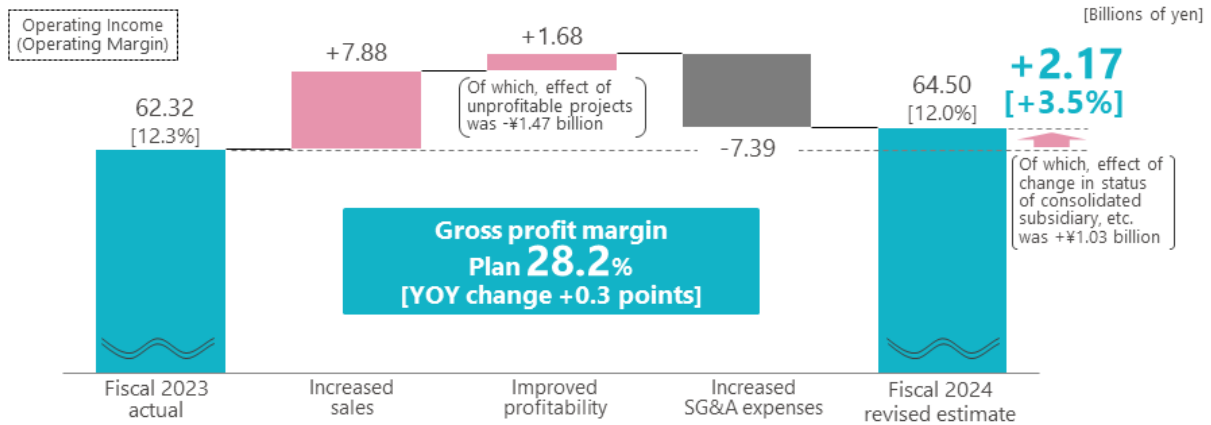 [Billions of yen]
Operating Income
(Operating Margin)
+7.88
+1.68
Of which, effect of
unprofitable projects
was -¥1.47 billion
62.32
[12.3%]
-7.39
64.50
[12.0%]
+2.17
[+3.5%]
Of which, effect of
change in status
of consolidated
subsidiary, etc.
was +¥1.03 billion
Gross profit margin
Plan 28.2%
[YOY change +0.3 points]
Fiscal 2023
actual
Increased
sales
Improved
profitability
Increased
SG&A expenses
Fiscal 2024
revised estimate